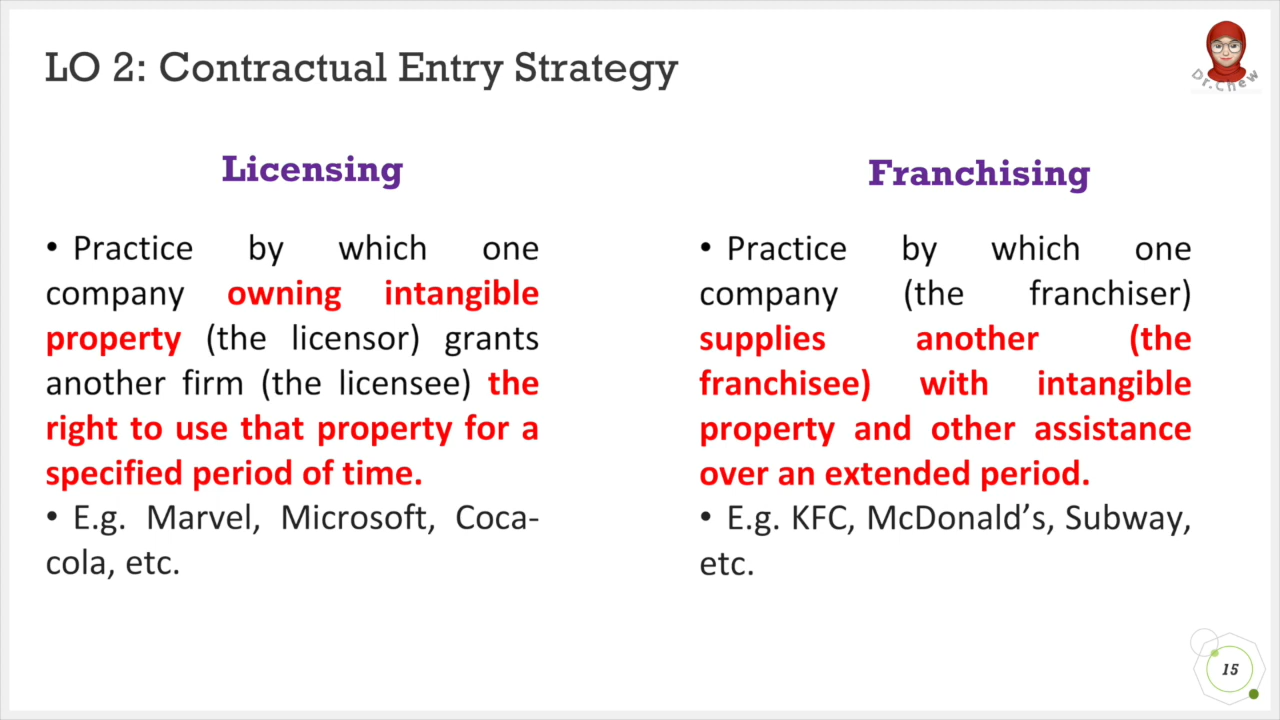 LO 2: Contractual Entry Strategy
Dr.Chew
Licensing
• Practice by which one
company owning intangible
property (the licensor) grants
another firm (the licensee) the
right to use that property for a
specified period of time.
• E.g. Marvel, Microsoft, Coca-
cola, etc.
Franchising
• Practice by which one
company (the franchiser)
supplies another (the
franchisee) with intangible
property and other assistance
over an extended period.
• E.g. KFC, McDonald’s, Subway,
etc.
15